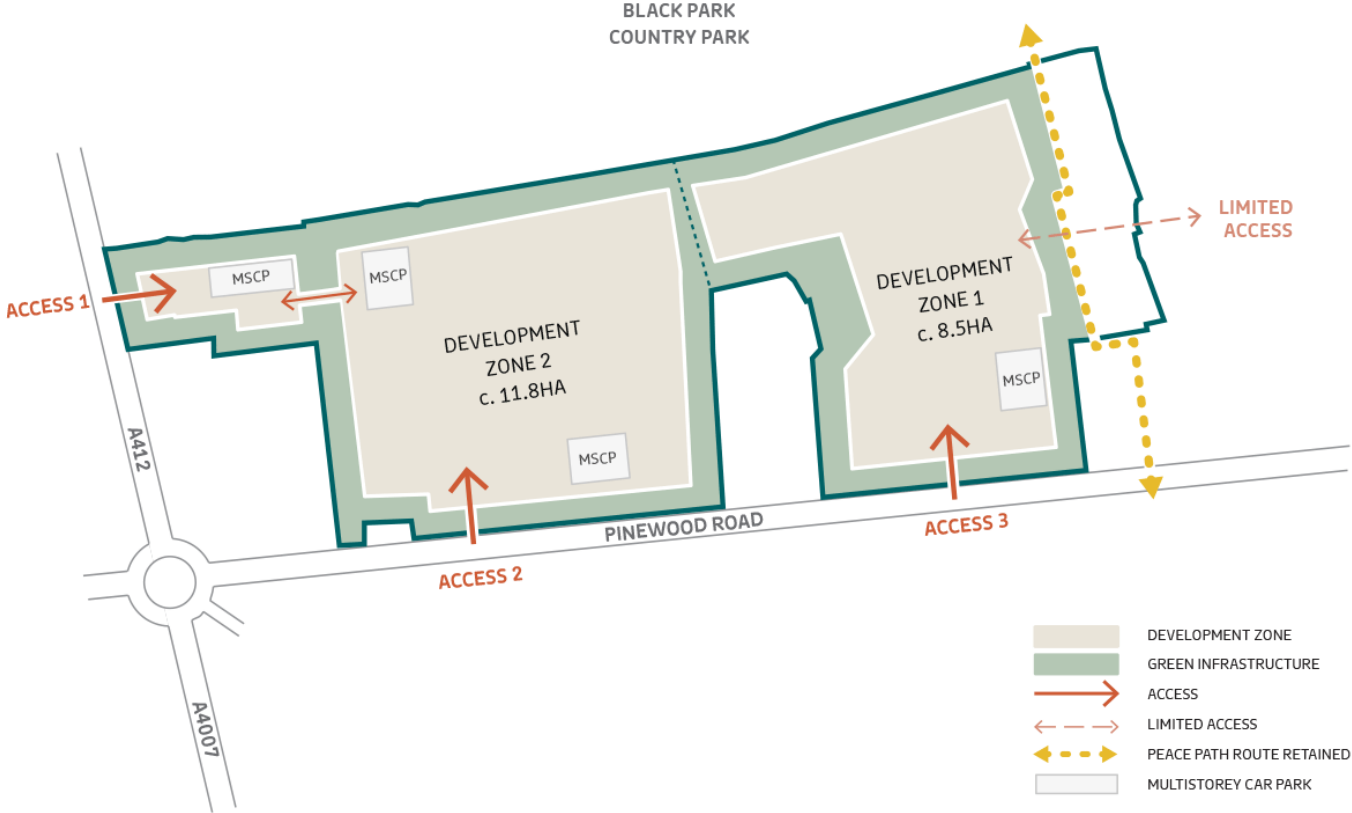 BLACK PARK
COUNTRY PARK
LIMITED
ACCESS
ACCESS 1
MSCP
MSCP
DEVELOPMENT
ZONE 2
c. 11.8HA
MSCP
DEVELOPMENT
ZONE 1
c. 8.5HA
MSCP
A412
PINEWOOD ROAD
ACCESS 2
ACCESS 3
A4007
DEVELOPMENT ZONE
GREEN INFRASTRUCTURE
ACCESS
LIMITED ACCESS
PEACE PATH ROUTE RETAINED
MULTISTOREY CAR PARK